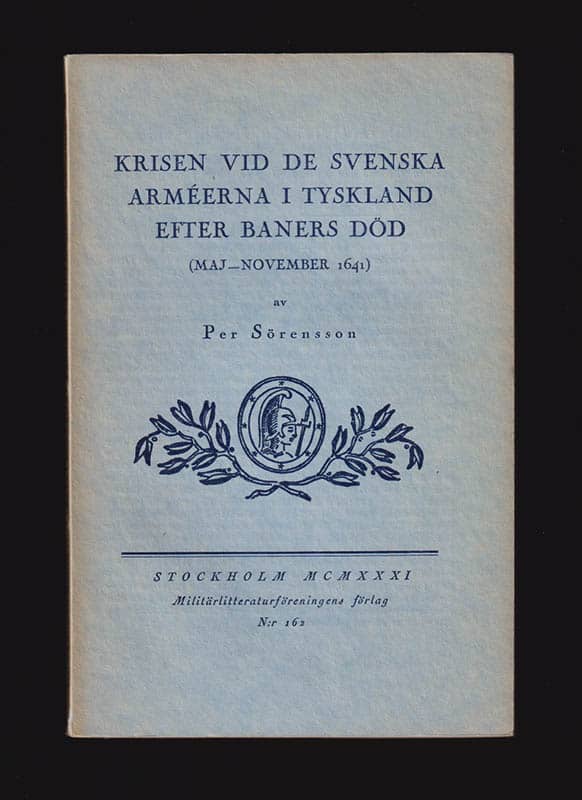 KRISEN VID DE SVENSKA
ARMÉERNA I TYSKLAND
EFTER BANERS DÖD
(MAJ—NOVEMBER 1641)
av
Per Sörensson
STOCKHOLM MCMXXXI
Militärlitteraturföreningens förlag
N:r 162